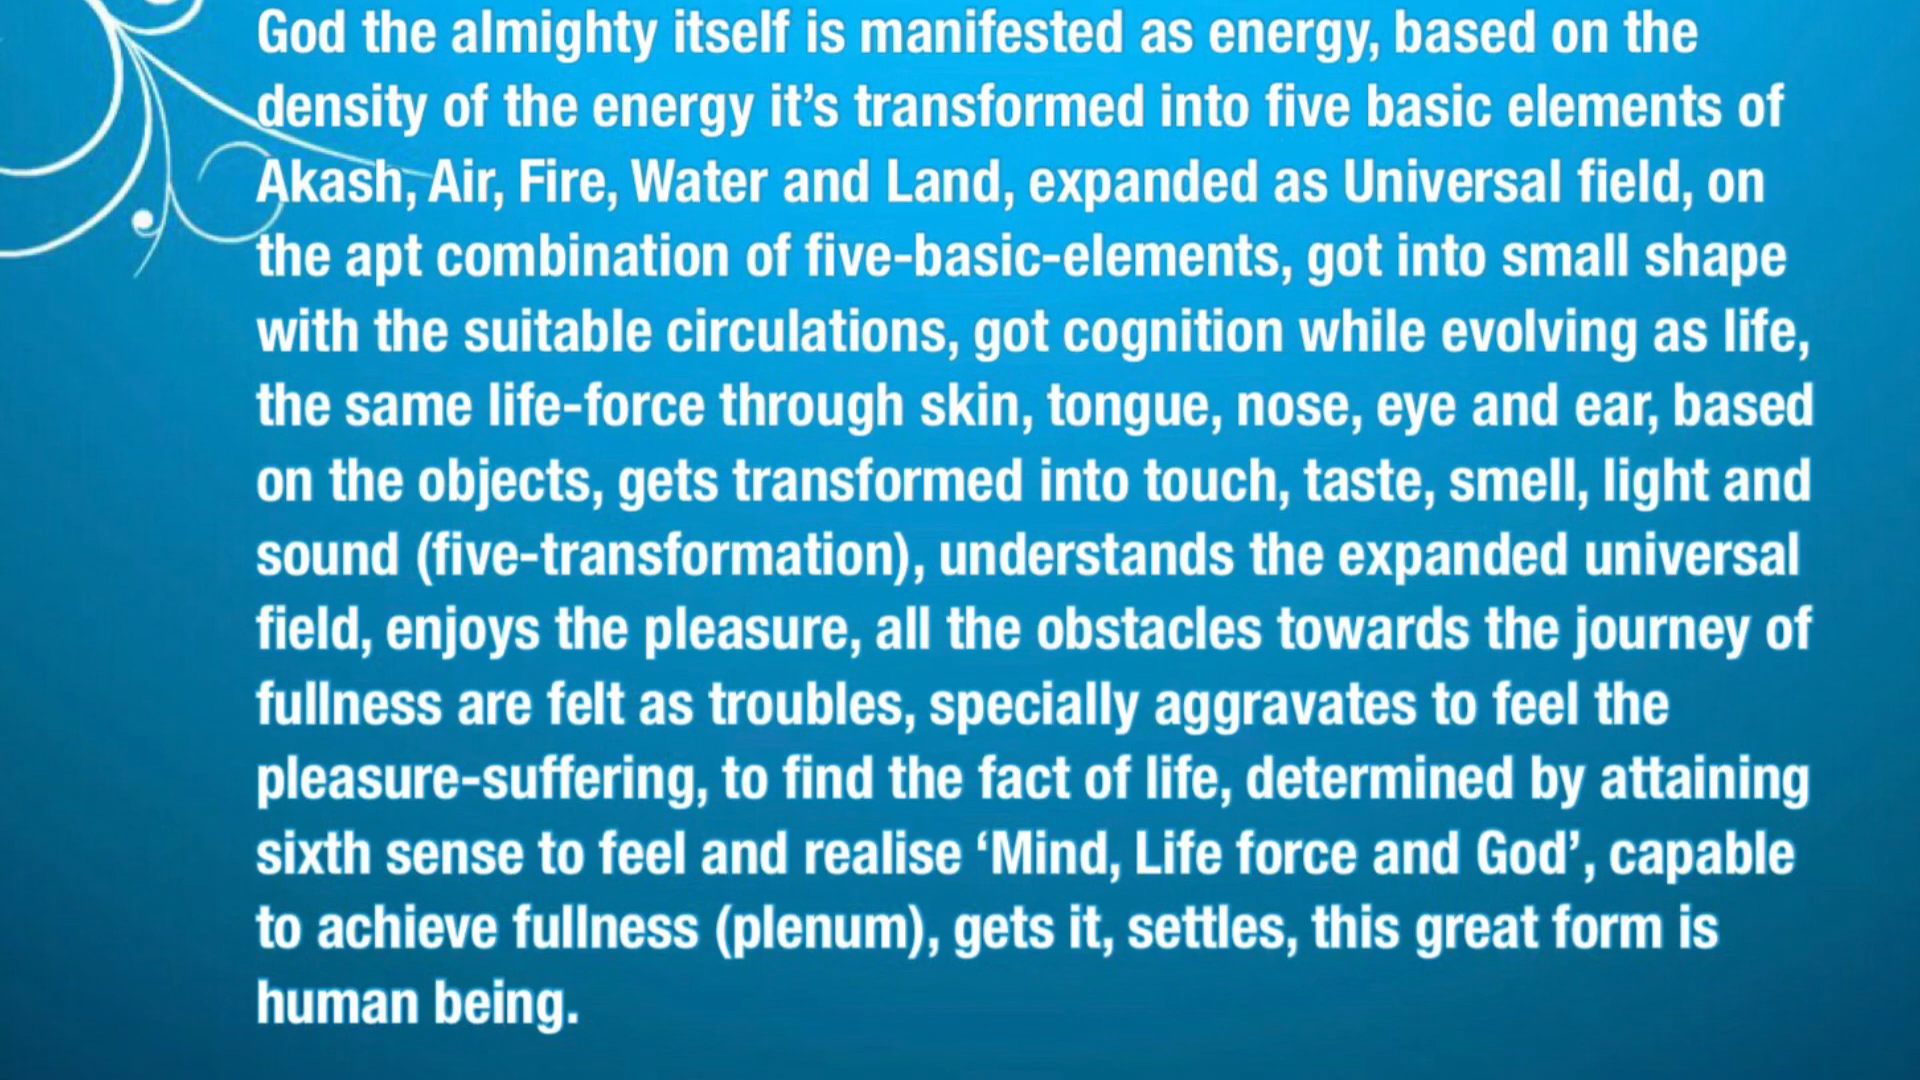 God the almighty itself is manifested as energy, based on the
density of the energy it’s transformed into five basic elements of
Akash, Air, Fire, Water and Land, expanded as Universal field, on
the apt combination of five-basic-elements, got into small shape
with the suitable circulations, got cognition while evolving as life,
the same life-force through skin, tongue, nose, eye and ear, based
on the objects, gets transformed into touch, taste, smell, light and
sound (five-transformation), understands the expanded universal
field, enjoys the pleasure, all the obstacles towards the journey of
fullness are felt as troubles, specially aggravates to feel the
pleasure-suffering, to find the fact of life, determined by attaining
sixth sense to feel and realise ‘Mind, Life force and God’, capable
to achieve fullness (plenum), gets it, settles, this great form is
human being.